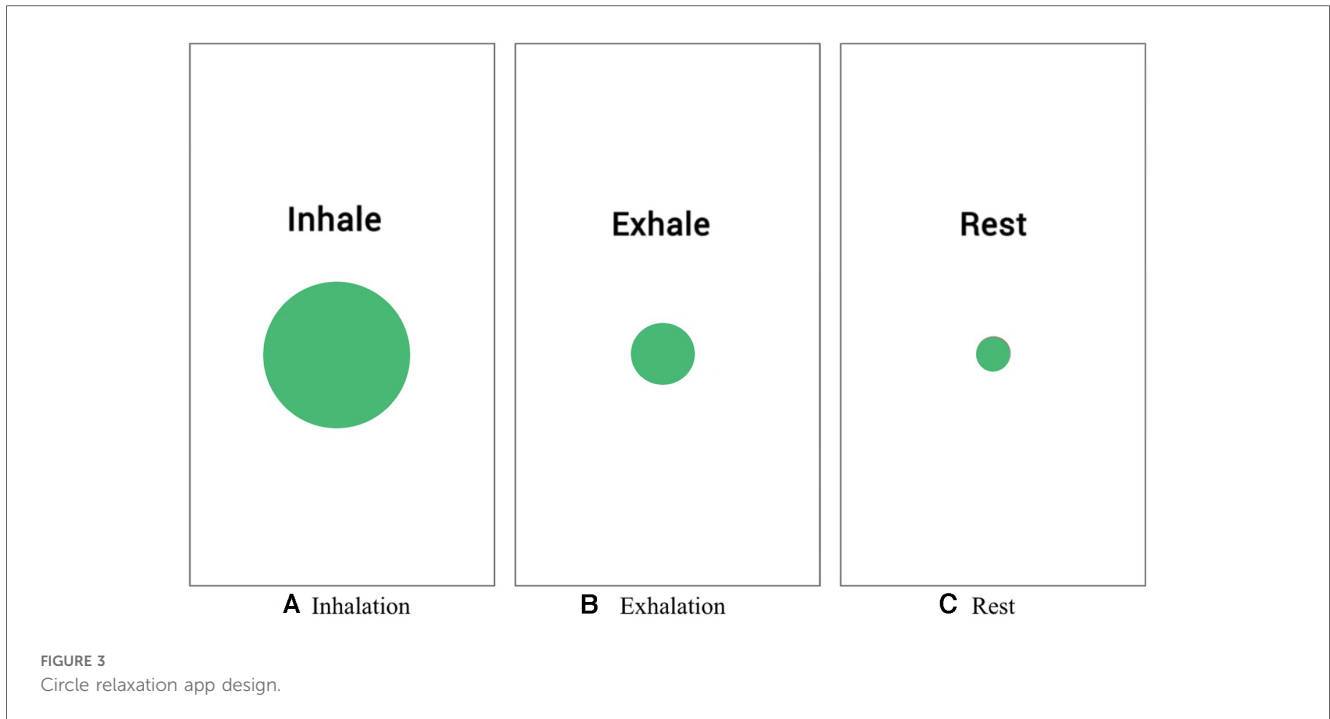 Inhale
Exhale
Rest
A Inhalation
B Exhalation
C Rest
FIGURE 3
Circle relaxation app design.